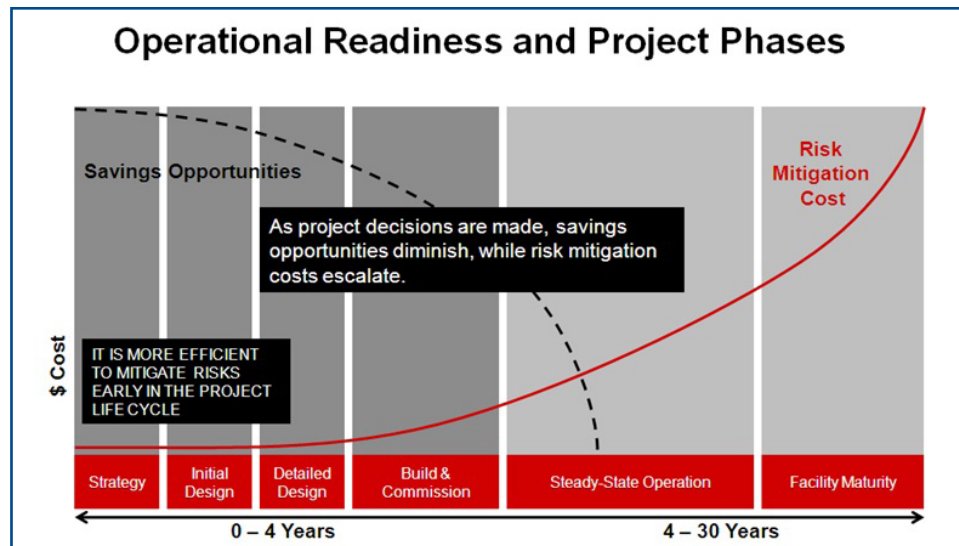 Operational Readiness and Project Phases
Savings Opportunities
Risk
Mitigation
Cost
As project decisions are made, savings
opportunities diminish, while risk mitigation
costs escalate.
$ Cost
IT IS MORE EFFICIENT
TO MITIGATE RISKS
EARLY IN THE PROJECT
LIFE CYCLE
Strategy
Initial
Design
Detailed
Design
Build &
Commission
Steady-State Operation
Facility Maturity
0 – 4 Years
4 – 30 Years